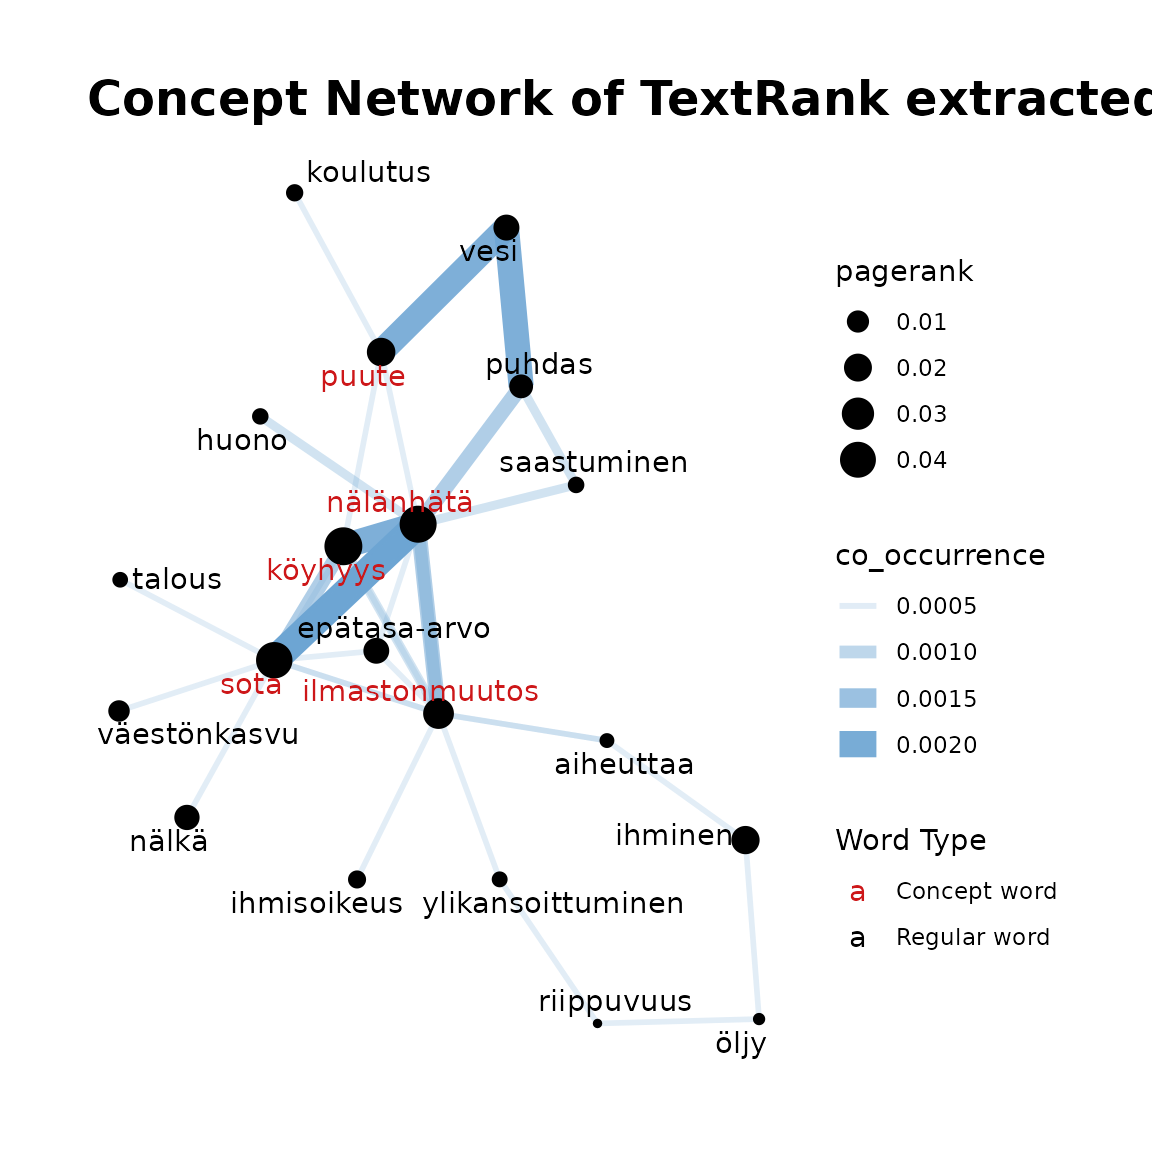 Concept Network of TextRank extracted
koulutus
vesi
puute
puhdas
huono
saastuminen
nälänhätä
köyhyys
talous
epätasa-arvo
sota
ilmastonmuutos
väestönkasvu
aiheuttaa
nälkä
ihminen
ihmisoikeus
ylikansoittuminen
riippuvuus
öljy
pagerank
0.01
0.02
0.03
0.04
co_occurrence
0.0005
0.0010
0.0015
0.0020
Word Type
a Concept word
a Regular word